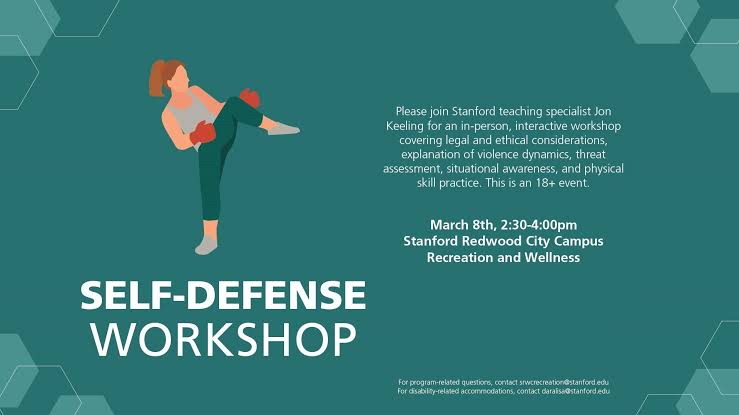 Please join Stanford teaching specialist Jon
Keeling for an in-person, interactive workshop
covering legal and ethical considerations,
explanation of violence dynamics, threat
assessment, situational awareness, and physical
skill practice. This is an 18+ event.
March 8th, 2:30-4:00pm
Stanford Redwood City Campus
Recreation and Wellness
SELF-DEFENSE
WORKSHOP
For program-related questions, contact srwcrecreation@stanford.edu
For disability-related accommodations, contact daralisa@stanford.edu